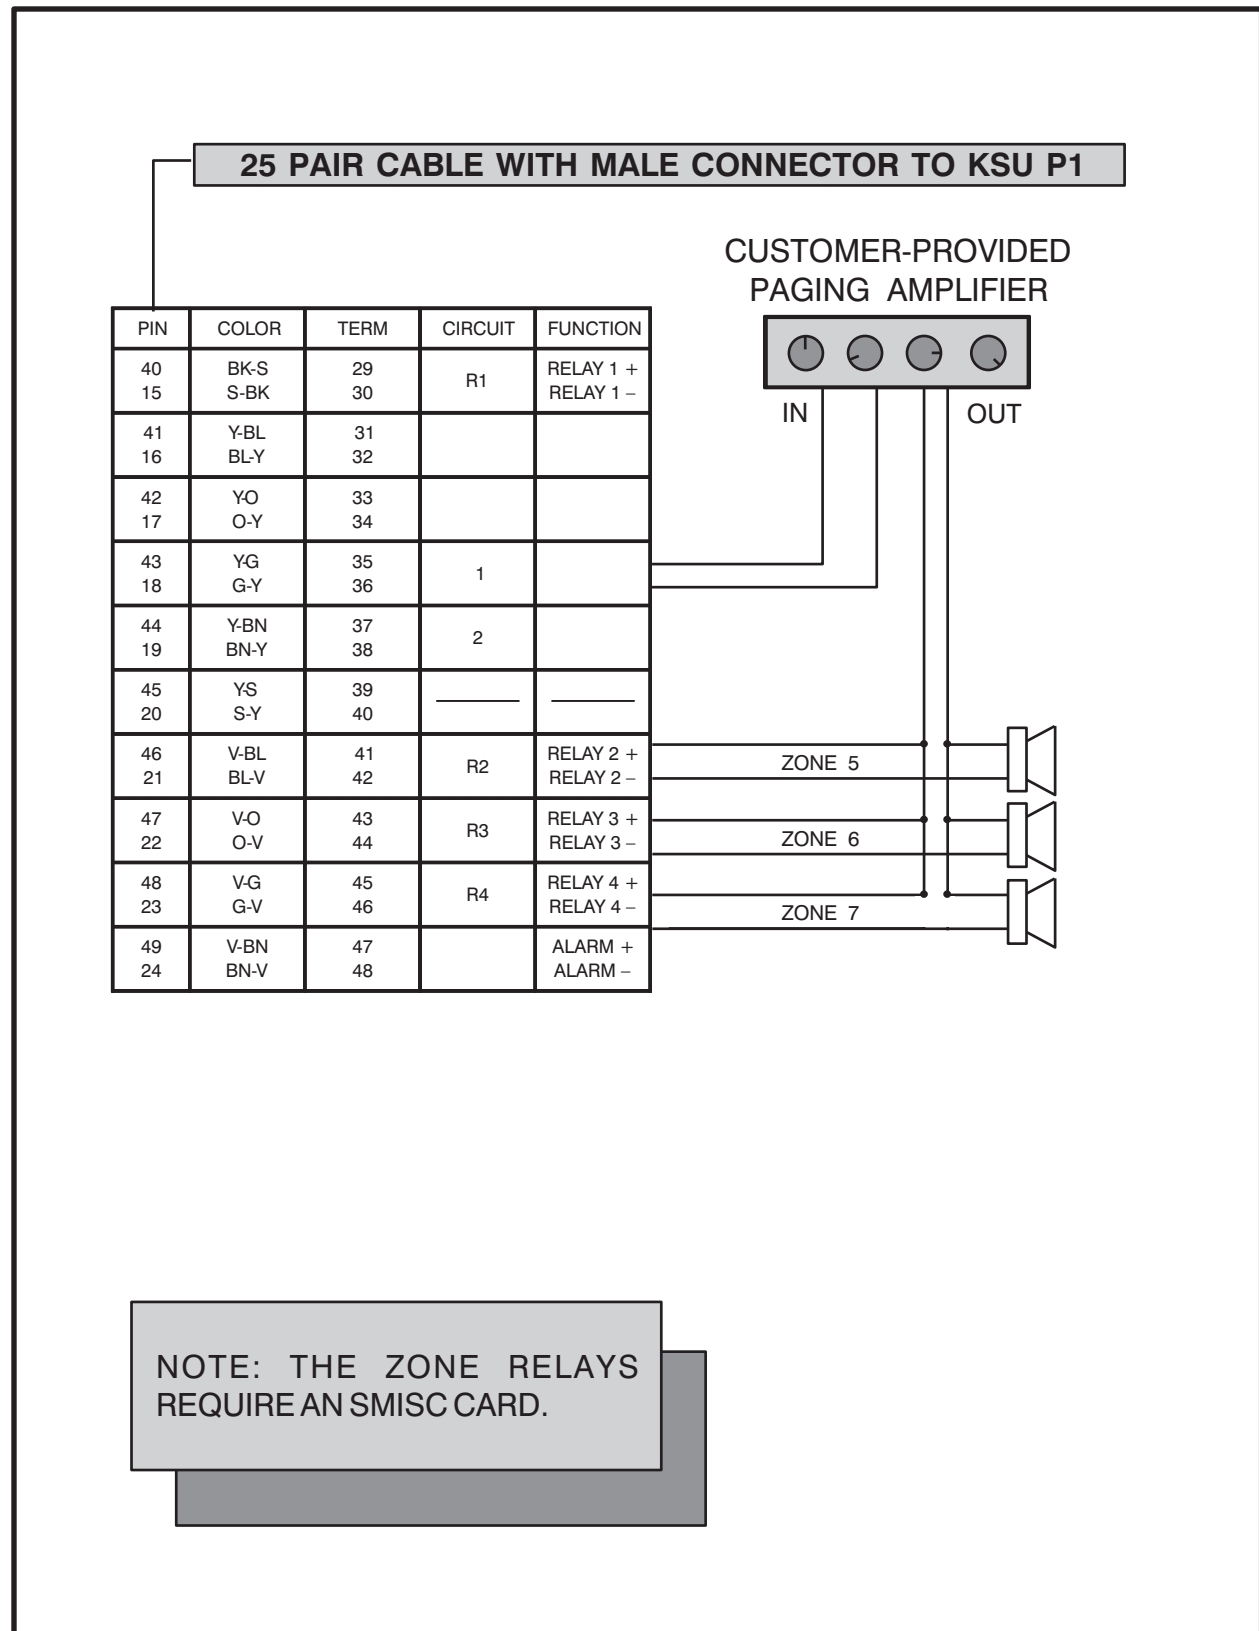 25 PAIR CABLE WITH MALE CONNECTOR TO KSU P1
CUSTOMER-PROVIDED
PAGING AMPLIFIER
IN OUT
PIN COLOR TERM CIRCUIT FUNCTION
40 BK-S 29 R1 RELAY 1 +
15 S-BK 30 RELAY 1 –
41 Y-BL 31
16 BL-Y 32
42 Y-O 33
17 O-Y 34
43 Y-G 35 1
18 G-Y 36
44 Y-BN 37 2
19 BN-Y 38
45 Y-S 39
20 S-Y 40
46 V-BL 41 R2 RELAY 2 +
21 BL-V 42 RELAY 2 –
ZONE 5
47 V-O 43 R3 RELAY 3 +
22 O-V 44 RELAY 3 –
ZONE 6
48 V-G 45 R4 RELAY 4 +
23 G-V 46 RELAY 4 –
ZONE 7
49 V-BN 47 ALARM +
24 BN-V 48 ALARM –
NOTE: THE ZONE RELAYS
REQUIRE AN SMISC CARD.